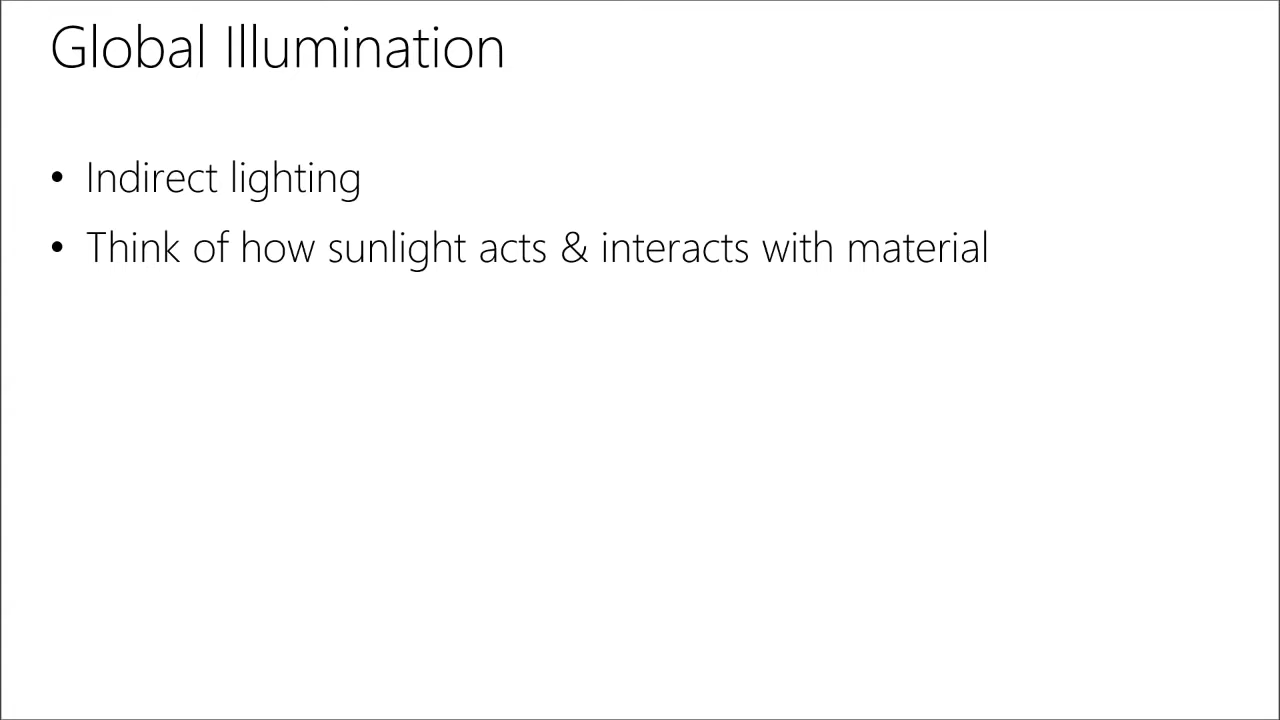 Global Illumination
• Indirect lighting
• Think of how sunlight acts & interacts with material